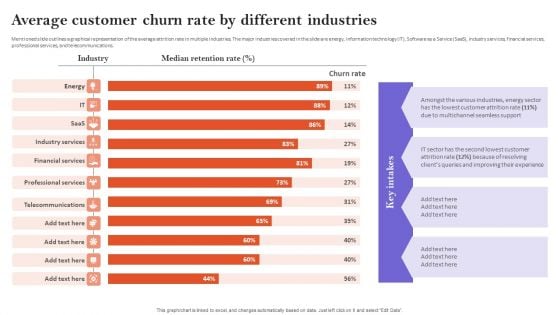 Average customer churn rate by different industries
Mentioned slide outlines a graphical representation of the average attrition rate in multiple industries. The major industries covered in this slide are energy, information technology (IT), Software as a Service (SaaS), industry services, financial services,
professional services, and telecommunications.
Industry Median retention rate (%)
Churn rate
Energy 89% 11%
IT 88% 12%
SaaS 86% 14%
Industry services 83% 27%
Financial services 81% 19%
Professional services 73% 27%
Telecommunications 69% 31%
Add text here 65% 35%
Add text here 60% 40%
Add text here 60% 40%
Add text here 44% 56%
Key intakes
Amongst the various industries, energy sector
has the lowest customer attrition rate (11%)
due to multichannel seamless support
IT sector has the second lowest customer
attrition rate (12%) because of resolving
client's queries and improving their experience
Add text here
Add text here
Add text here
Add text here
Add text here
Add text here
This graph/chart is linked to excel, and changes automatically based on data. Just left click on it and select "Edit Data".